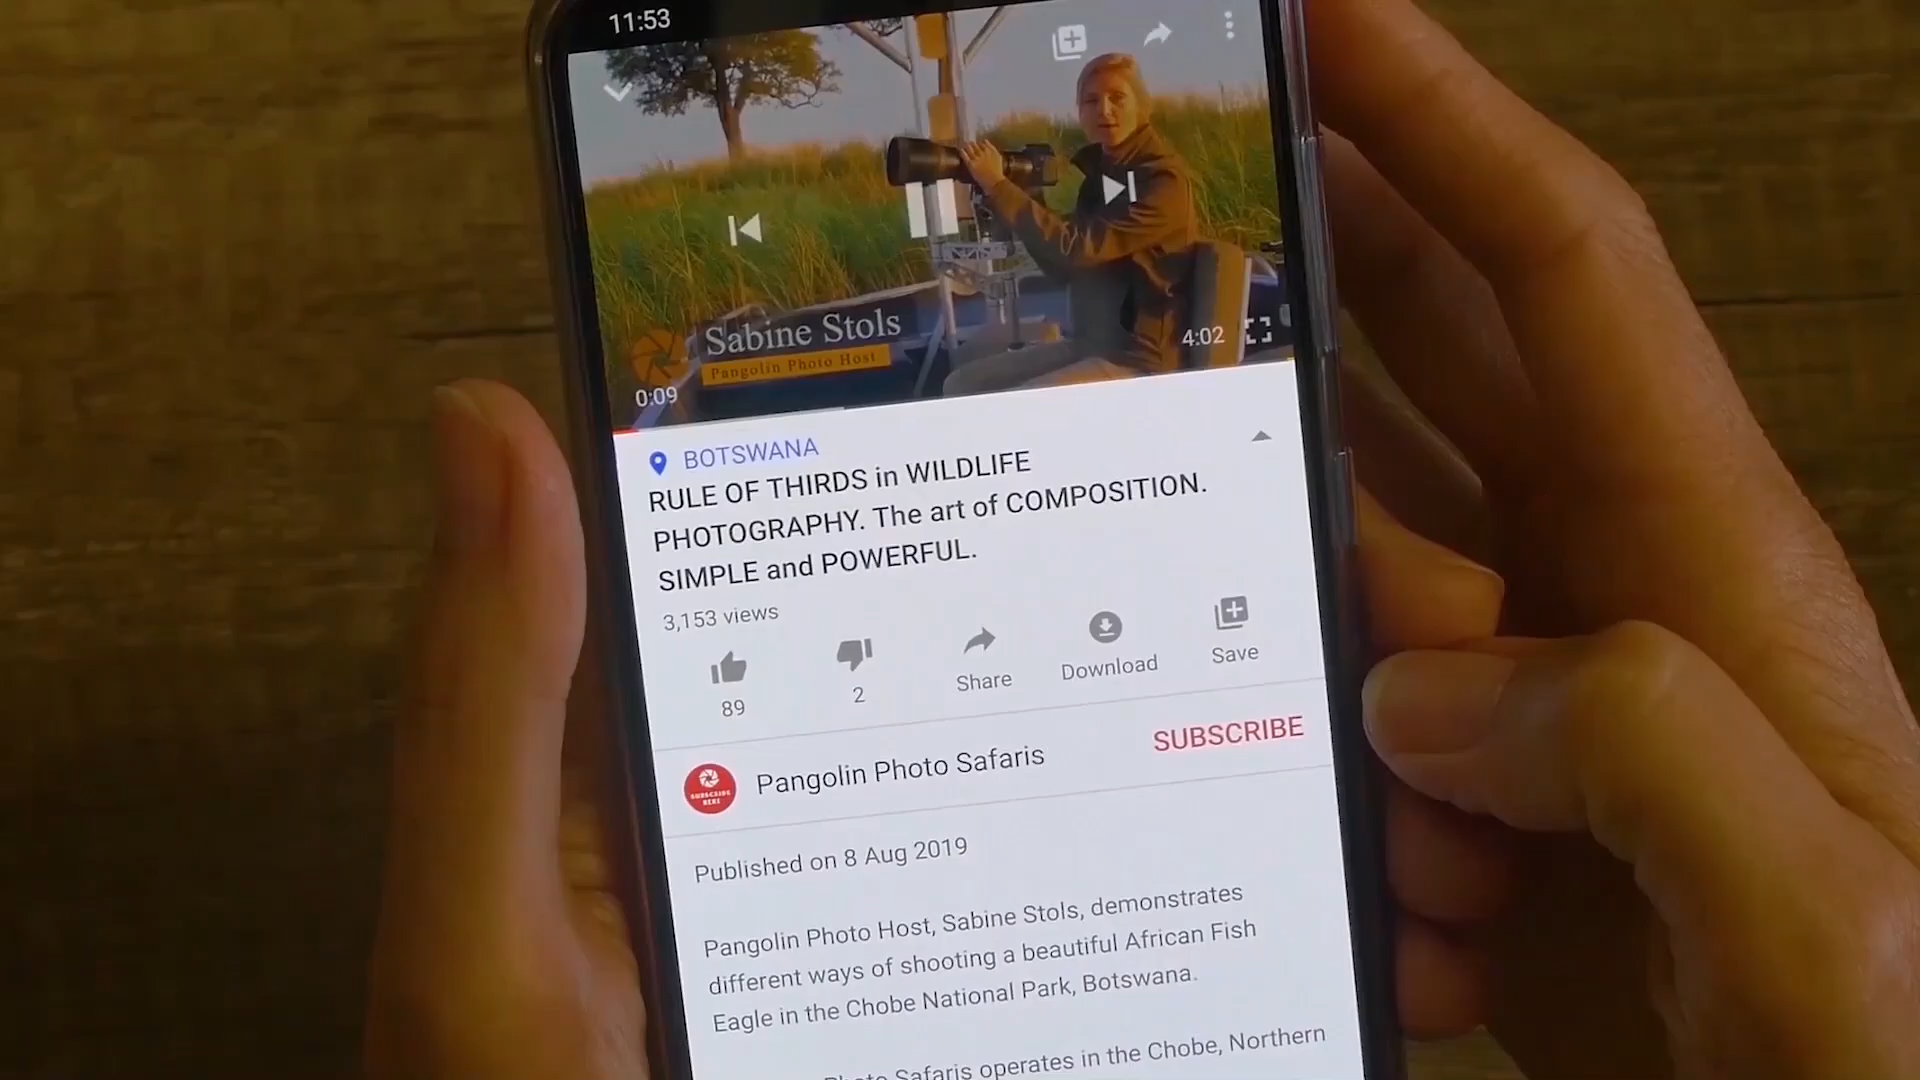 11:53
Sabine Stols
Pangolin Photo Host
4:02
0:09
BOTSWANA
RULE OF THIRDS in WILDLIFE
PHOTOGRAPHY. The art of COMPOSITION.
SIMPLE and POWERFUL.
3,153 views
89
2
Share
Download
Save
SUBSCRIBE
HERE
Pangolin Photo Safaris
SUBSCRIBE
Published on 8 Aug 2019
Pangolin Photo Host, Sabine Stols, demonstrates
different ways of shooting a beautiful African Fish
Eagle in the Chobe National Park, Botswana.
Photo Safaris operates in the Chobe, Northern